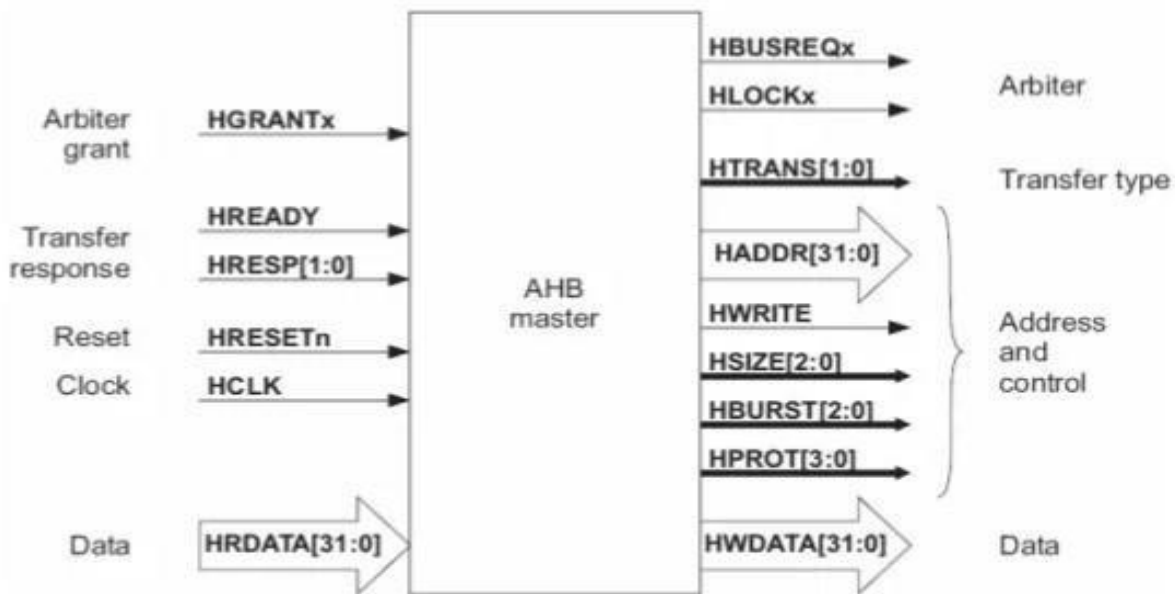 Arbiter
grant
HGRANTx
Transfer
response
HREADY
HRESP[1:0]
Reset
HRESETn
Clock
HCLK
Data
HRDATA[31:0]
AHB
master
HBUSREQx
HLOCKx
Arbiter
HTRANS[1:0]
Transfer type
HADDR[31:0]
HWRITE
HSIZE[2:0]
HBURST[2:0]
HPROT[3:0]
Address
and
control
HWDATA[31:0]
Data